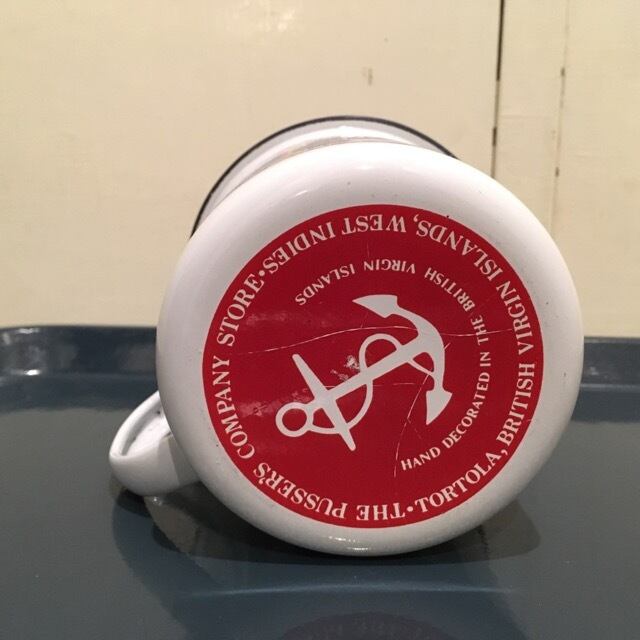 THE PUSSER'S COMPANY STORE • TORTOLA, BRITISH VIRGIN ISLANDS, WEST INDIES •
HAND DECORATED IN THE BRITISH VIRGIN ISLANDS